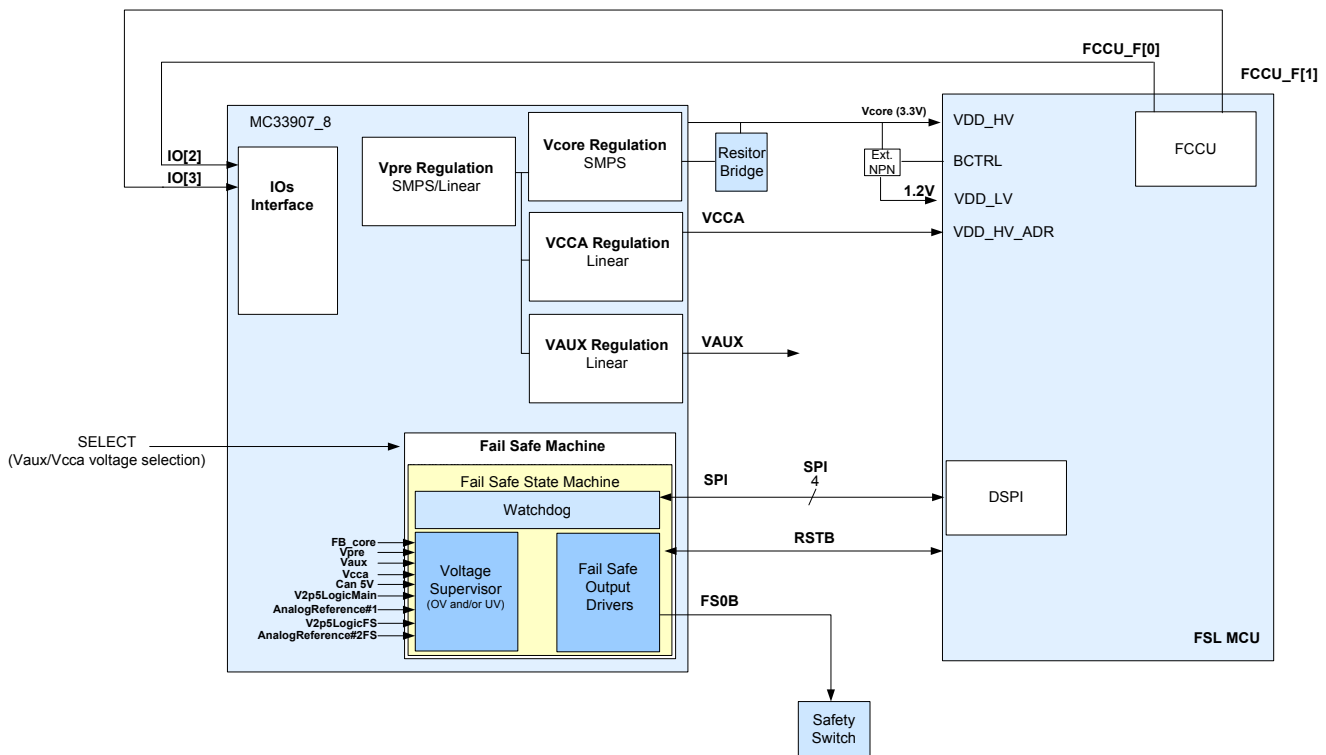 FCCU_F[0]
FCCU_F[1]
MC33907_8
IO[2]
IO[3]
IOs
Interface
Vpre Regulation
SMPS/Linear
Vcore Regulation
SMPS
Resitor
Bridge
Vcore (3.3V)
Ext.
NPN
1.2V
VDD_HV
BCTRL
VDD_LV
VDD_HV_ADR
FCCU
VCCA Regulation
Linear
VCCA
VAUX Regulation
Linear
VAUX
SELECT
(Vaux/Vcca voltage selection)
Fail Safe Machine
Fail Safe State Machine
Watchdog
SPI
SPI
4
DSPI
RSTB
FB_core
Vpre
Vaux
Vcca
Can 5V
V2p5LogicMain
AnalogReference#1
V2p5LogicFS
AnalogReference#2FS
Voltage
Supervisor
(OV and/or UV)
Fail Safe
Output
Drivers
FS0B
FSL MCU
Safety
Switch